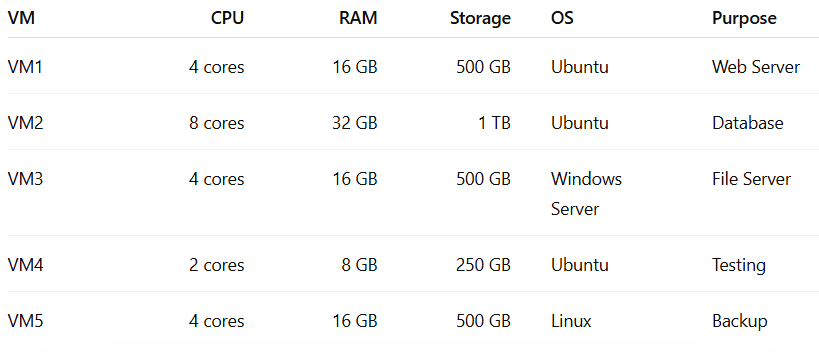 VM CPU RAM Storage OS Purpose
VM1 4 cores 16 GB 500 GB Ubuntu Web Server
VM2 8 cores 32 GB 1 TB Ubuntu Database
VM3 4 cores 16 GB 500 GB Windows File Server
Server
VM4 2 cores 8 GB 250 GB Ubuntu Testing
VM5 4 cores 16 GB 500 GB Linux Backup